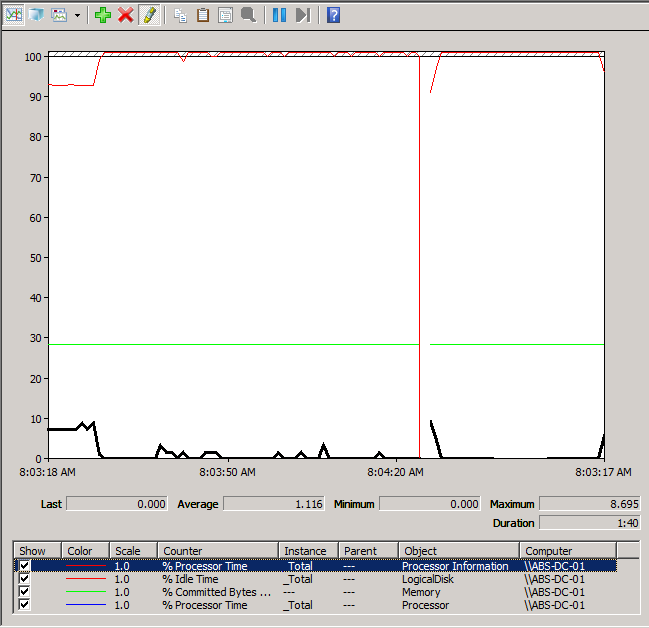 100
90
80
70
60
50
40
30
20
10
0
8:03:18 AM 8:03:50 AM 8:04:20 AM 8:03:17 AM
Last 0.000 Average 1.116 Minimum 0.000 Maximum 8.695
Duration 1:40
Show Color Scale Counter Instance Parent Object Computer
1.0 % Processor Time _Total --- Processor Information \\ABS-DC-01
1.0 % Idle Time _Total --- LogicalDisk \\ABS-DC-01
1.0 % Committed Bytes ... --- --- Memory \\ABS-DC-01
1.0 % Processor Time _Total --- Processor \\ABS-DC-01